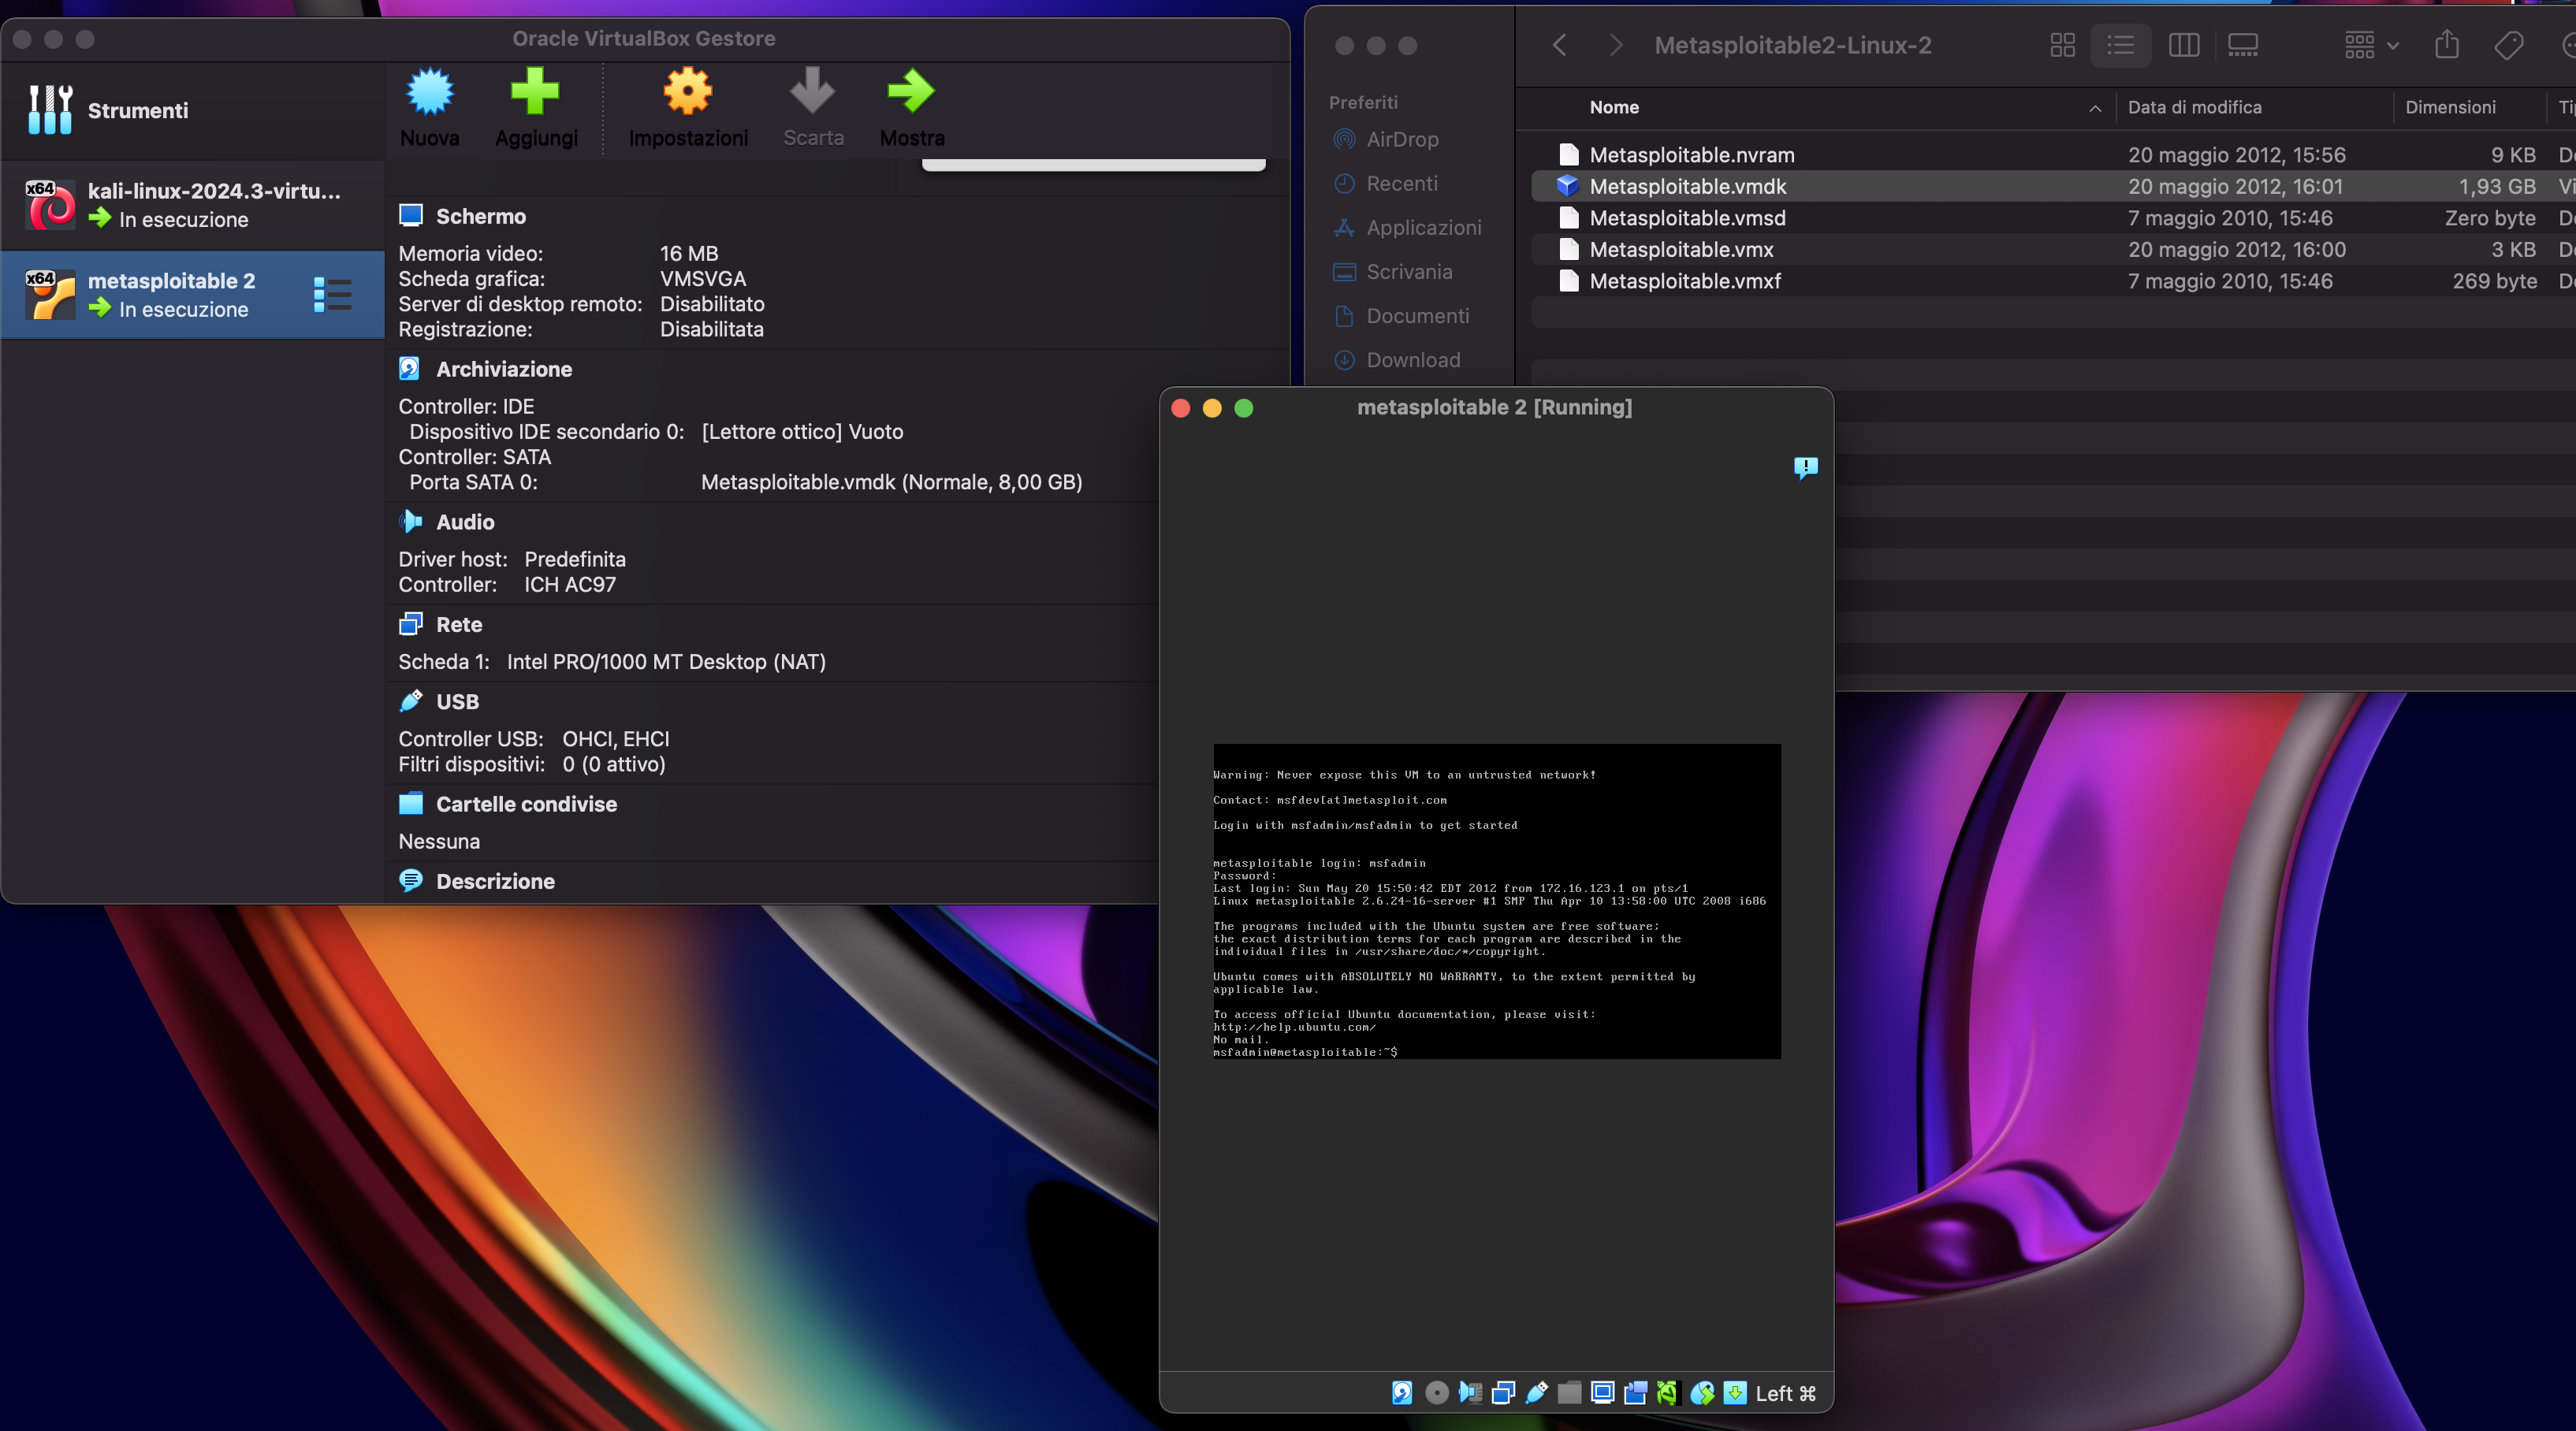 Oracle VirtualBox Gestore
Strumenti
Nuova
Aggiungi
Impostazioni
Scarta
Mostra
x64
kali-linux-2024.3-virtu...
In esecuzione
x64
metasploitable 2
In esecuzione
Schermo
Memoria video: 16 MB
Scheda grafica: VMSVGA
Server di desktop remoto: Disabilitato
Registrazione: Disabilitata
Archiviazione
Controller: IDE
Dispositivo IDE secondario 0: [Lettore ottico] Vuoto
Controller: SATA
Porta SATA 0: Metasploitable.vmdk (Normale, 8,00 GB)
Audio
Driver host: Predefinita
Controller: ICH AC97
Rete
Scheda 1: Intel PRO/1000 MT Desktop (NAT)
USB
Controller USB: OHCI, EHCI
Filtri dispositivi: 0 (0 attivo)
Cartelle condivise
Nessuna
Descrizione
Metasploitable2-Linux-2
Preferiti
AirDrop
Recenti
Applicazioni
Scrivania
Documenti
Download
Nome Data di modifica Dimensioni
Metasploitable.nvram 20 maggio 2012, 15:56 9 KB
Metasploitable.vmdk 20 maggio 2012, 16:01 1,93 GB
Metasploitable.vmsd 7 maggio 2010, 15:46 Zero byte
Metasploitable.vmx 20 maggio 2012, 16:00 3 KB
Metasploitable.vmxf 7 maggio 2010, 15:46 269 byte
metasploitable 2 [Running]
Warning: Never expose this VM to an untrusted network!
Contact: msfdev[at]metasploit.com
Login with msfadmin/msfadmin to get started
metasploitable login: msfadmin
Password:
Last login: Sun May 20 15:50:42 EDT 2012 from 172.16.123.1 on pts/1
Linux metasploitable 2.6.24-16-server #1 SMP Thu Apr 10 13:58:00 UTC 2008 i686
The programs included with the Ubuntu system are free software;
the exact distribution terms for each program are described in the
individual files in /usr/share/doc/*/copyright.
Ubuntu comes with ABSOLUTELY NO WARRANTY, to the extent permitted by
applicable law.
To access official Ubuntu documentation, please visit:
http://help.ubuntu.com/
No mail.
msfadmin@metasploitable:~$
Left ⌘